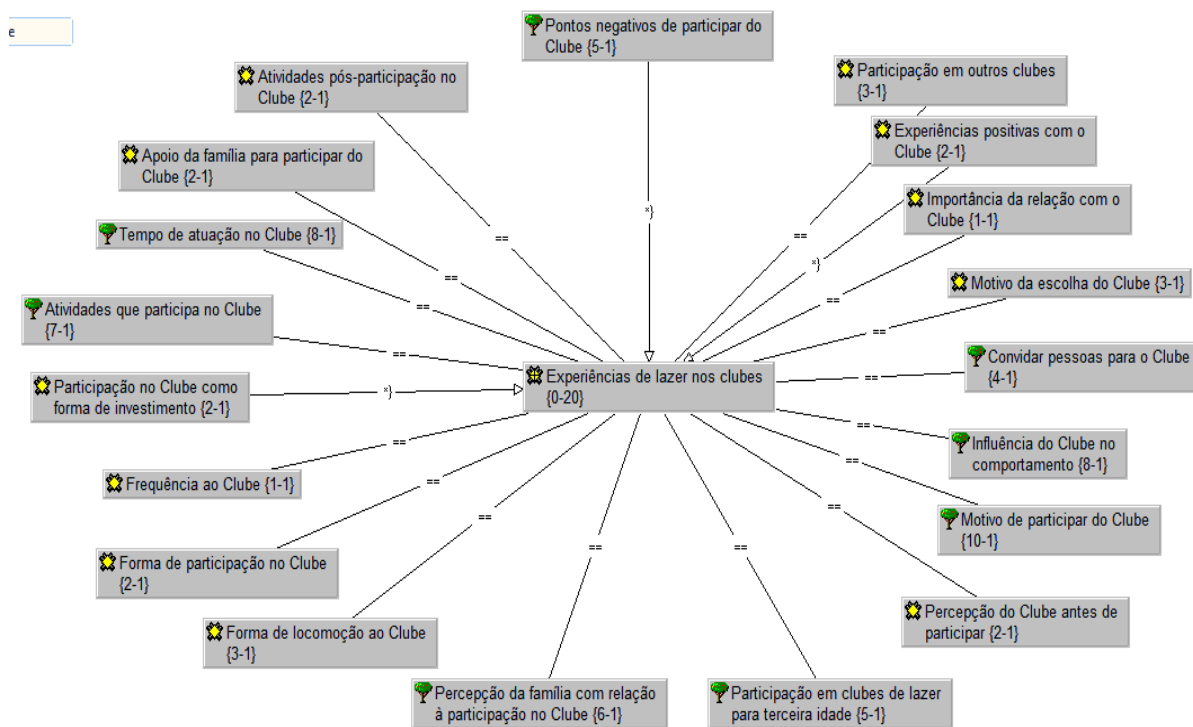 e
Pontos negativos de participar do
Clube {5-1}
Atividades pós-participação no
Clube {2-1}
Participação em outros clubes
{3-1}
Experiências positivas com o
Clube {2-1}
Apoio da família para participar do
Clube {2-1}
Importância da relação com o
Clube {1-1}
Tempo de atuação no Clube {8-1}
*}
==
==
==
*}
Motivo da escolha do Clube {3-1}
==
==
==
==
Atividades que participa no Clube
{7-1}
==
Convidar pessoas para o Clube
{4-1}
==
Experiências de lazer nos clubes
{0-20}
Participação no Clube como
forma de investimento {2-1}
*}
==
Influência do Clube no
comportamento {8-1}
==
==
Frequência ao Clube {1-1}
==
Motivo de participar do Clube
{10-1}
==
==
==
==
Forma de participação no Clube
{2-1}
Percepção do Clube antes de
participar {2-1}
Forma de locomoção ao Clube
{3-1}
Percepção da família com relação
à participação no Clube {6-1}
Participação em clubes de lazer
para terceira idade {5-1}